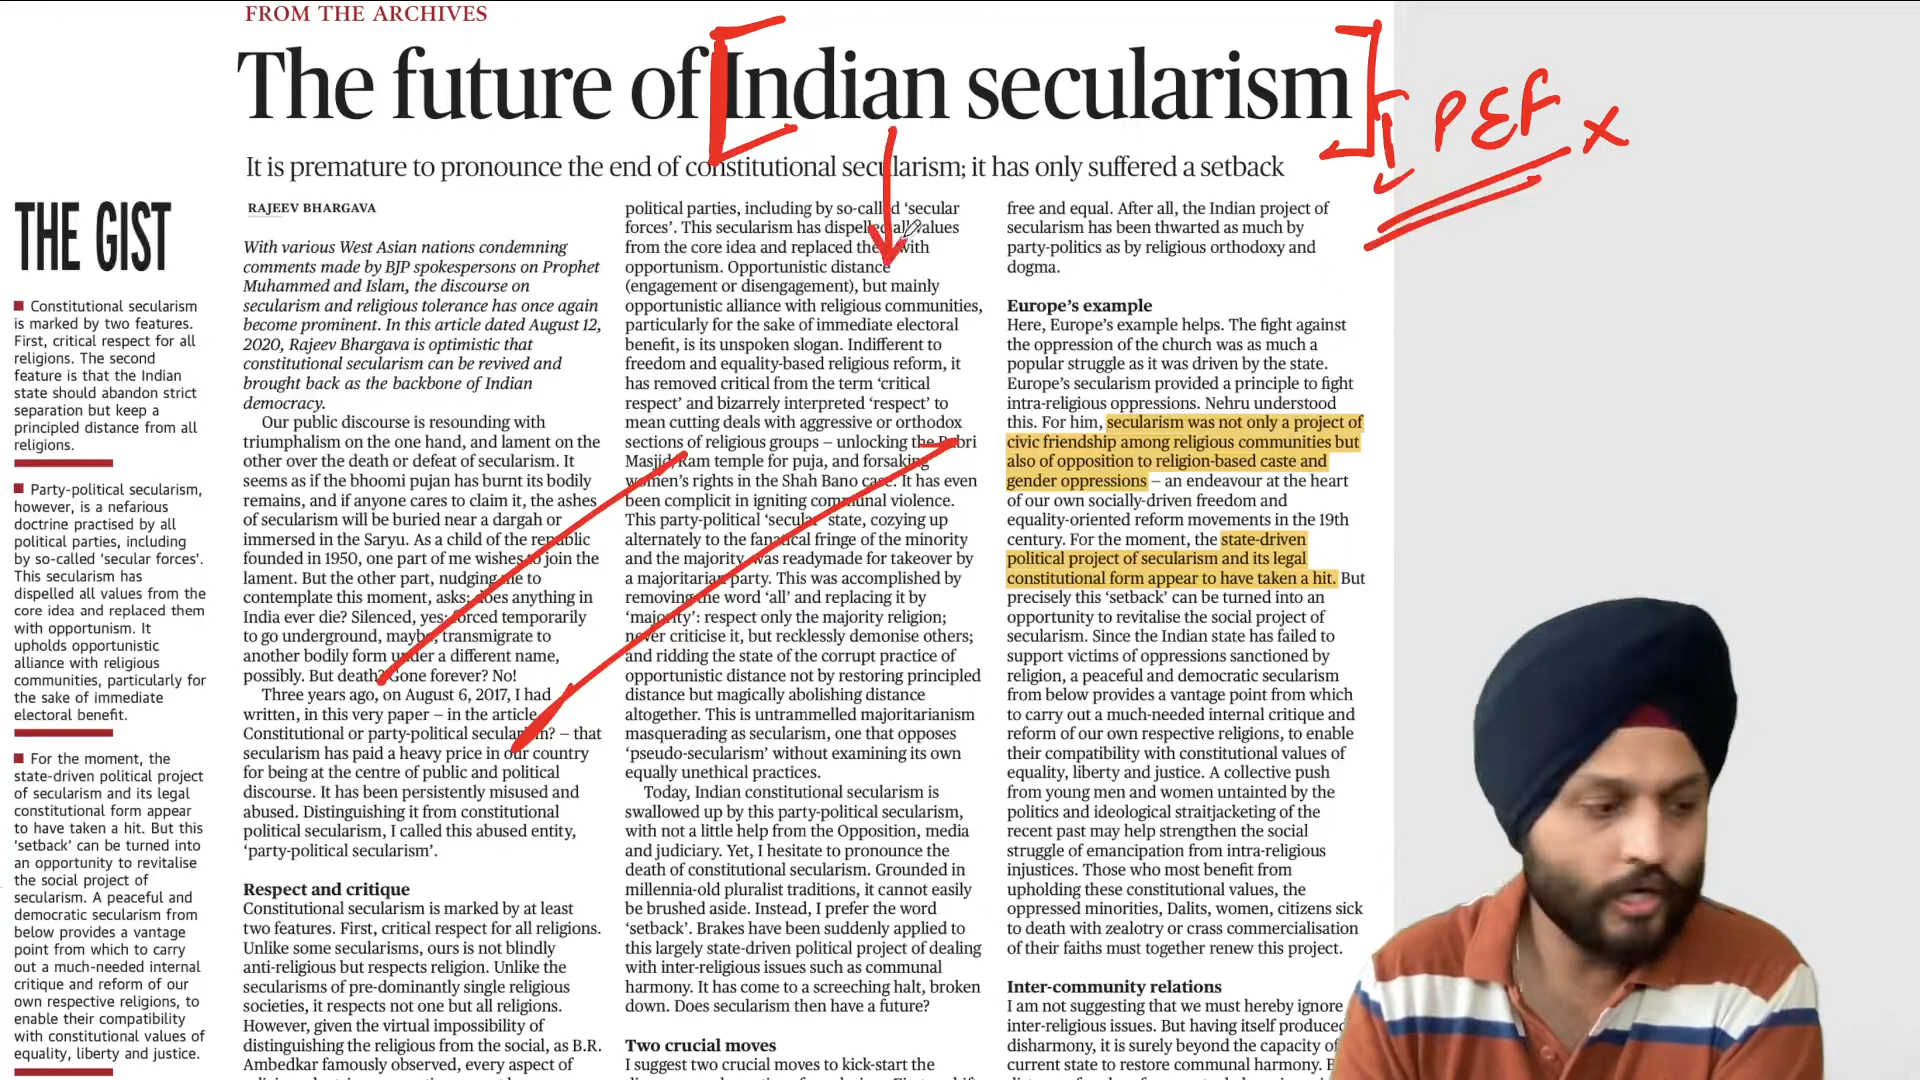 FROM THE ARCHIVES
The future of Indian secularism
PEF
It is premature to pronounce the end of constitutional secularism; it has only suffered a setback
THE GIST
Constitutional secularism
is marked by two features.
First, critical respect for all
religions. The second
feature is that the Indian
state should abandon strict
separation but keep a
principled distance from all
religions.
Party-political secularism,
however, is a nefarious
doctrine practised by all
political parties, including
by so-called 'secular forces'.
This secularism has
dispelled all values from the
core idea and replaced them
with opportunism. It
upholds opportunistic
alliance with religious
communities, particularly for
the sake of immediate
electoral benefit.
For the moment, the
state-driven political project
of secularism and its legal
constitutional form appear
to have taken a hit. But this
'setback' can be turned into
an opportunity to revitalise
the social project of
secularism. A peaceful and
democratic secularism from
below provides a vantage
point from which to carry
out a much-needed internal
critique and reform of our
own respective religions, to
enable their compatibility
with constitutional values of
equality, liberty and justice.
RAJEEV BHARGAVA
With various West Asian nations condemning
comments made by BJP spokespersons on Prophet
Muhammed and Islam, the discourse on
secularism and religious tolerance has once again
become prominent. In this article dated August 12,
2020, Rajeev Bhargava is optimistic that
constitutional secularism can be revived and
brought back as the backbone of Indian
democracy.
Our public discourse is resounding with
triumphalism on the one hand, and lament on the
other over the death or defeat of secularism. It
seems as if the bhoomi pujan has burnt its bodily
remains, and if anyone cares to claim it, the ashes
of secularism will be buried near a dargah or
immersed in the Saryu. As a child of the republic
founded in 1950, one part of me wishes to join the
lament. But the other part, nudging me to
contemplate this moment, asks: does anything in
India ever die? Silenced, yes; forced temporarily
to go underground, maybe, transmigrate to
another bodily form under a different name,
possibly. But death? Gone forever? No!
Three years ago, on August 6, 2017, I had
written, in this very paper – in the article,
Constitutional or party-political secularism? – that
secularism has paid a heavy price in our country
for being at the centre of public and political
discourse. It has been persistently misused and
abused. Distinguishing it from constitutional
political secularism, I called this abused entity,
'party-political secularism'.
Respect and critique
Constitutional secularism is marked by at least
two features. First, critical respect for all religions.
Unlike some secularisms, ours is not blindly
anti-religious but respects religion. Unlike the
secularisms of pre-dominantly single religious
societies, it respects not one but all religions.
However, given the virtual impossibility of
distinguishing the religious from the social, as B.R.
Ambedkar famously observed, every aspect of
political parties, including by so-called 'secular
forces'. This secularism has dispelled all values
from the core idea and replaced them with
opportunism. Opportunistic distance
(engagement or disengagement), but mainly
opportunistic alliance with religious communities,
particularly for the sake of immediate electoral
benefit, is its unspoken slogan. Indifferent to
freedom and equality-based religious reform, it
has removed critical from the term 'critical
respect' and bizarrely interpreted 'respect' to
mean cutting deals with aggressive or orthodox
sections of religious groups – unlocking the Babri
Masjid/Ram temple for puja, and forsaking
women's rights in the Shah Bano case. It has even
been complicit in igniting communal violence.
This party-political 'secular' state, cozying up
alternately to the fanatical fringe of the minority
and the majority, was readymade for takeover by
a majoritarian party. This was accomplished by
removing the word 'all' and replacing it by
'majority': respect only the majority religion;
never criticise it, but recklessly demonise others;
and ridding the state of the corrupt practice of
opportunistic distance not by restoring principled
distance but magically abolishing distance
altogether. This is untrammelled majoritarianism
masquerading as secularism, one that opposes
'pseudo-secularism' without examining its own
equally unethical practices.
Today, Indian constitutional secularism is
swallowed up by this party-political secularism,
with not a little help from the Opposition, media
and judiciary. Yet, I hesitate to pronounce the
death of constitutional secularism. Grounded in
millennia-old pluralist traditions, it cannot easily
be brushed aside. Instead, I prefer the word
'setback'. Brakes have been suddenly applied to
this largely state-driven political project of dealing
with inter-religious issues such as communal
harmony. It has come to a screeching halt, broken
down. Does secularism then have a future?
Two crucial moves
I suggest two crucial moves to kick-start the
free and equal. After all, the Indian project of
secularism has been thwarted as much by
party-politics as by religious orthodoxy and
dogma.
Europe's example
Here, Europe's example helps. The fight against
the oppression of the church was as much a
popular struggle as it was driven by the state.
Europe's secularism provided a principle to fight
intra-religious oppressions. Nehru understood
this. For him, secularism was not only a project of
civic friendship among religious communities but
also of opposition to religion-based caste and
gender oppressions – an endeavour at the heart
of our own socially-driven freedom and
equality-oriented reform movements in the 19th
century. For the moment, the state-driven
political project of secularism and its legal
constitutional form appear to have taken a hit. But
precisely this 'setback' can be turned into an
opportunity to revitalise the social project of
secularism. Since the Indian state has failed to
support victims of oppressions sanctioned by
religion, a peaceful and democratic secularism
from below provides a vantage point from which
to carry out a much-needed internal critique and
reform of our own respective religions, to enable
their compatibility with constitutional values of
equality, liberty and justice. A collective push
from young men and women untainted by the
politics and ideological straitjacketing of the
recent past may help strengthen the social
struggle of emancipation from intra-religious
injustices. Those who most benefit from
upholding these constitutional values, the
oppressed minorities, Dalits, women, citizens sick
to death with zealotry or crass commercialisation
of their faiths must together renew this project.
Inter-community relations
I am not suggesting that we must hereby ignore
inter-religious issues. But having itself produced
disharmony, it is surely beyond the capacity of
current state to restore communal harmony.